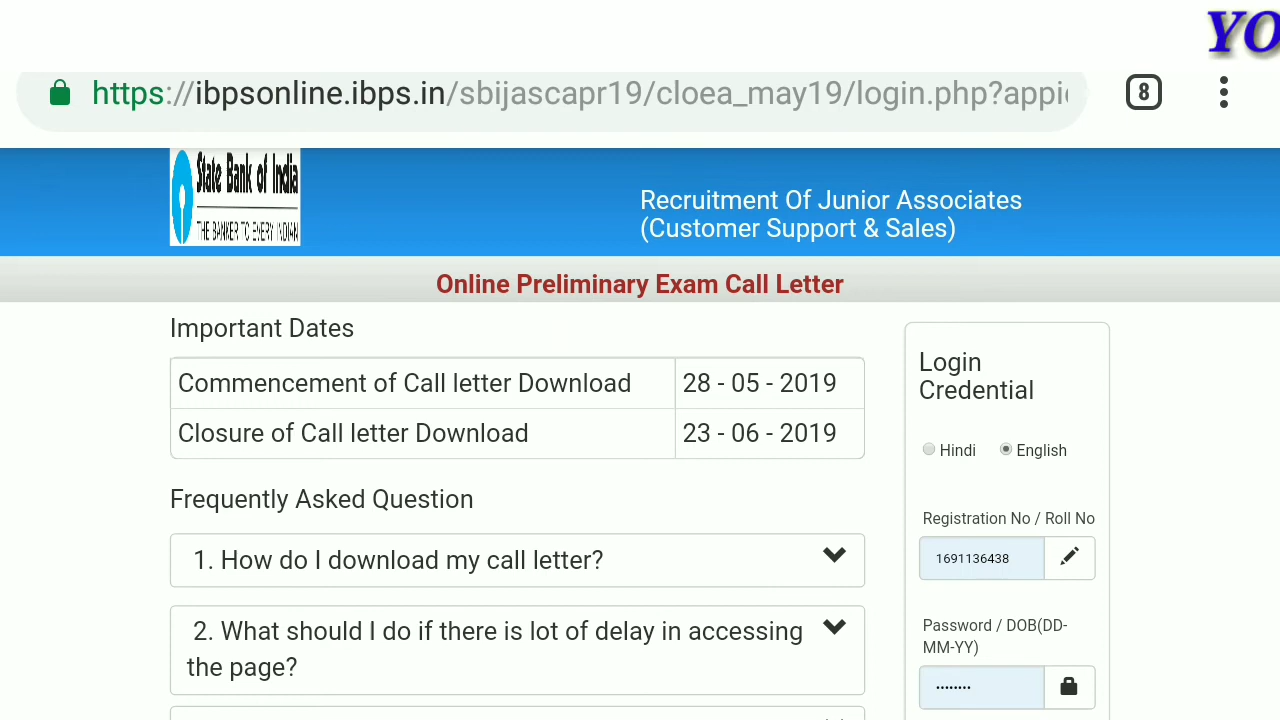 YO
https://ibpsonline.ibps.in/sbijascapr19/cloea_may19/login.php?appi
8
State Bank of India
THE BANKER TO EVERY INDIAN
Recruitment Of Junior Associates
(Customer Support & Sales)
Online Preliminary Exam Call Letter
Important Dates
Commencement of Call letter Download 28 - 05 - 2019
Closure of Call letter Download 23 - 06 - 2019
Frequently Asked Question
1. How do I download my call letter?
2. What should I do if there is lot of delay in accessing
the page?
Login
Credential
Hindi English
Registration No / Roll No
1691136438
Password / DOB(DD-
MM-YY)
••••••••